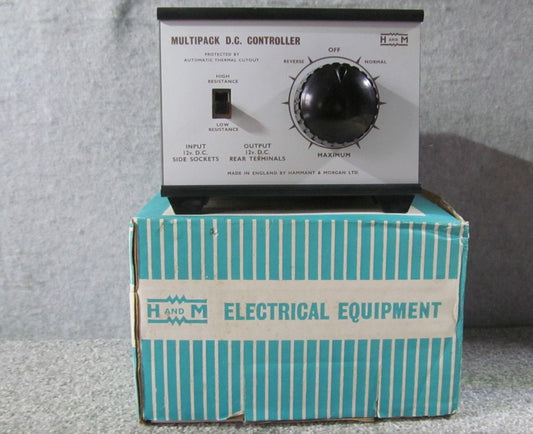 MULTIPACK D.C. CONTROLLER
H AND M
PROTECTED BY
AUTOMATIC THERMAL CUTOUT
OFF
REVERSE
NORMAL
HIGH
RESISTANCE
LOW
RESISTANCE
MAXIMUM
INPUT
12v. D.C.
SIDE SOCKETS
OUTPUT
12v. D.C.
REAR TERMINALS
MADE IN ENGLAND BY HAMMANT & MORGAN LTD
H AND M
ELECTRICAL EQUIPMENT